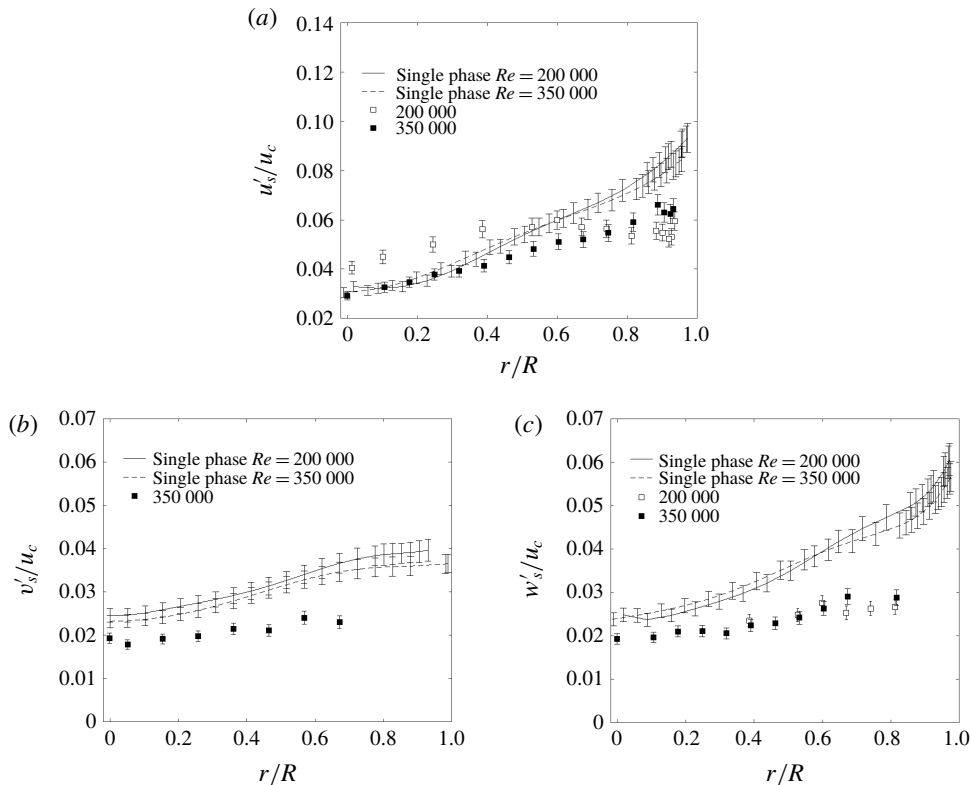 (a)
0.14
0.12
0.10
0.08
0.06
0.04
0.02
u′s/uc
Single phase Re = 200 000
Single phase Re = 350 000
200 000
350 000
0 0.2 0.4 0.6 0.8 1.0
r/R
(b)
0.07
0.06
0.05
0.04
0.03
0.02
0.01
0
v′s/uc
Single phase Re = 200 000
Single phase Re = 350 000
350 000
0 0.2 0.4 0.6 0.8 1.0
r/R
(c)
0.07
0.06
0.05
0.04
0.03
0.02
0.01
0
w′s/uc
Single phase Re = 200 000
Single phase Re = 350 000
200 000
350 000
0 0.2 0.4 0.6 0.8 1.0
r/R